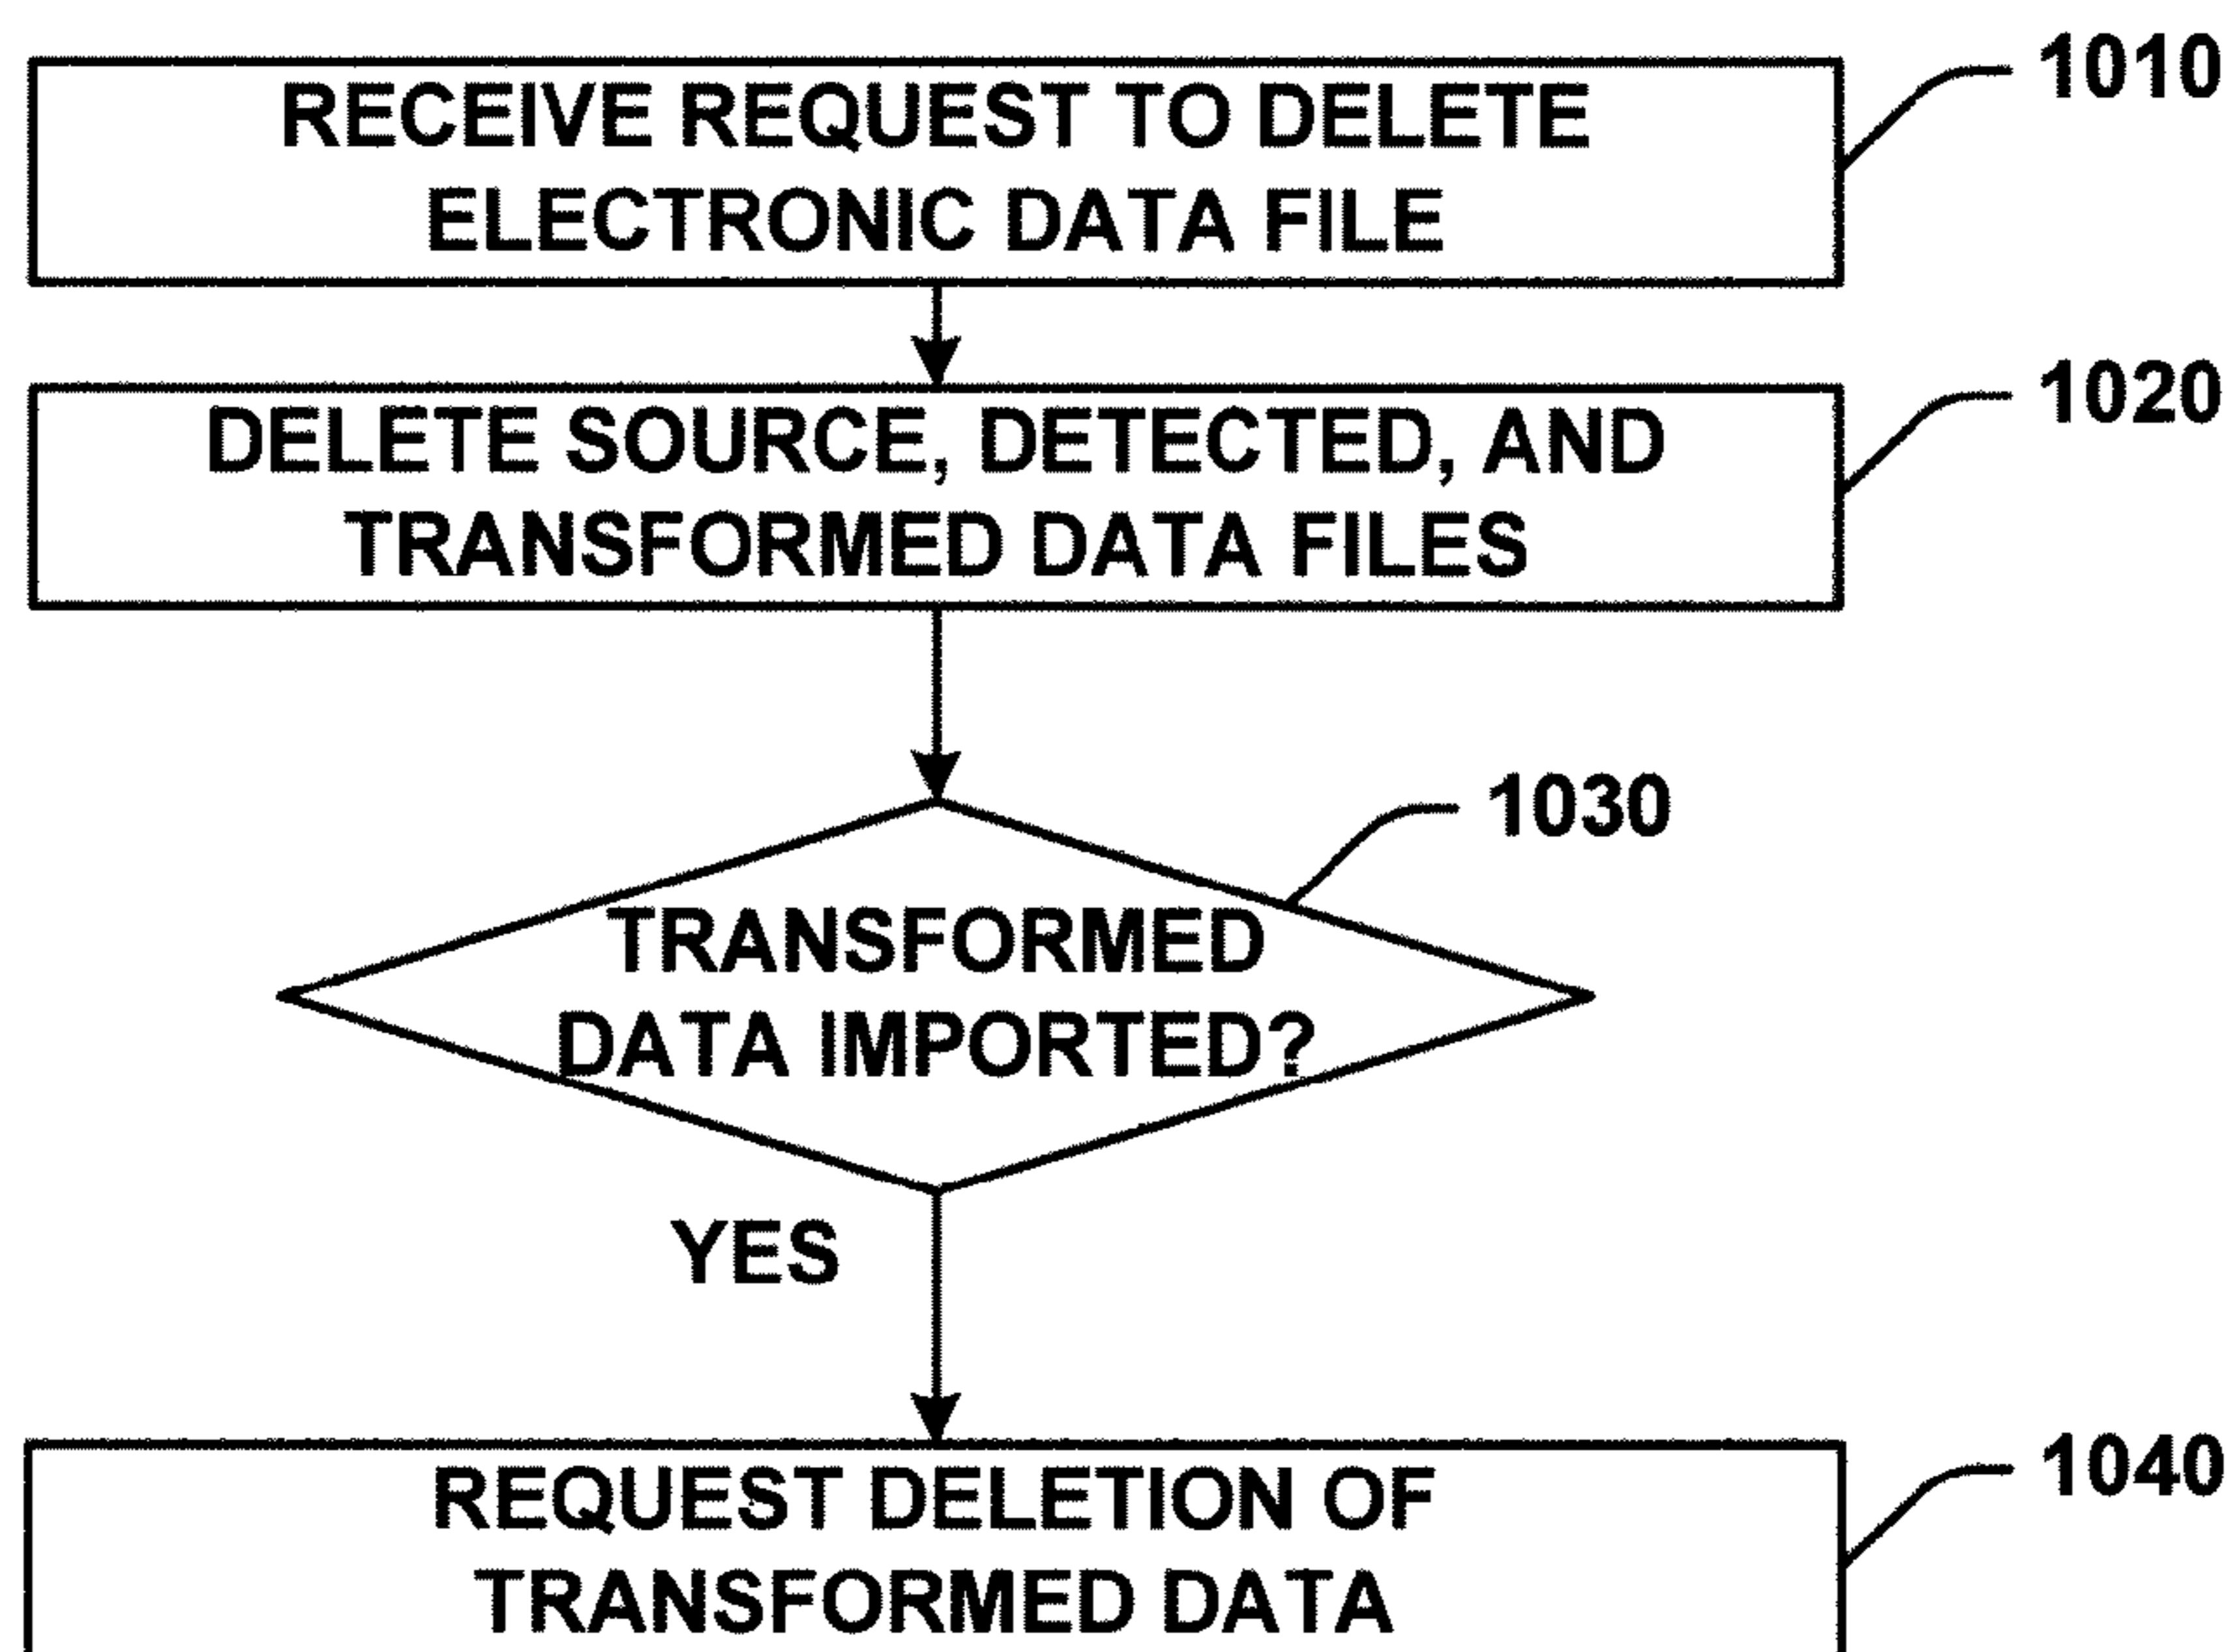 RECEIVE REQUEST TO DELETE
ELECTRONIC DATA FILE
1010
DELETE SOURCE, DETECTED, AND
TRANSFORMED DATA FILES
1020
1030
TRANSFORMED
DATA IMPORTED?
YES
REQUEST DELETION OF
TRANSFORMED DATA
1040